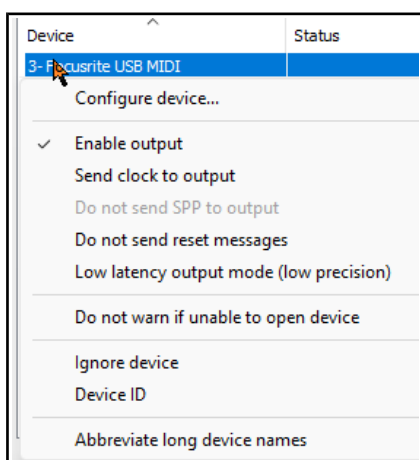 Device Status
3- Focusrite USB MIDI
Configure device...
Enable output
Send clock to output
Do not send SPP to output
Do not send reset messages
Low latency output mode (low precision)
Do not warn if unable to open device
Ignore device
Device ID
Abbreviate long device names